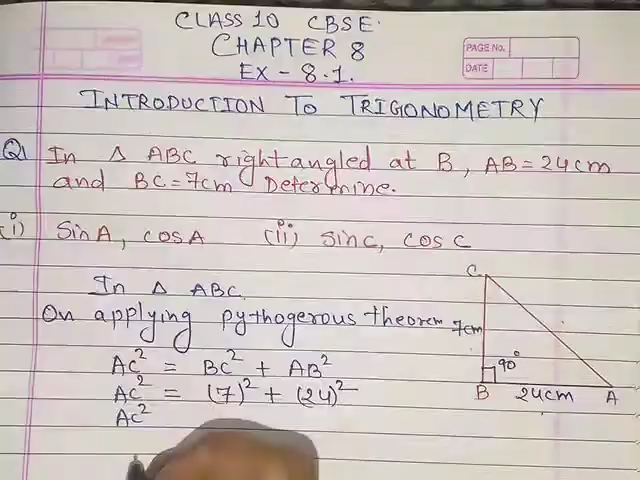 CLASS 10 CBSE.
CHAPTER 8
EX - 8.1.
PAGE No.
DATE
INTRODUCTION TO TRIGONOMETRY
Q1 In Δ ABC right angled at B, AB = 24cm
and BC = 7cm Determine.
(i) Sin A, cos A (ii) sin c, cos C
In Δ ABC
On applying pythogerous theorem
AC² = BC² + AB²
AC² = (7)² + (24)²
AC²
C
7cm
90°
B 24cm A